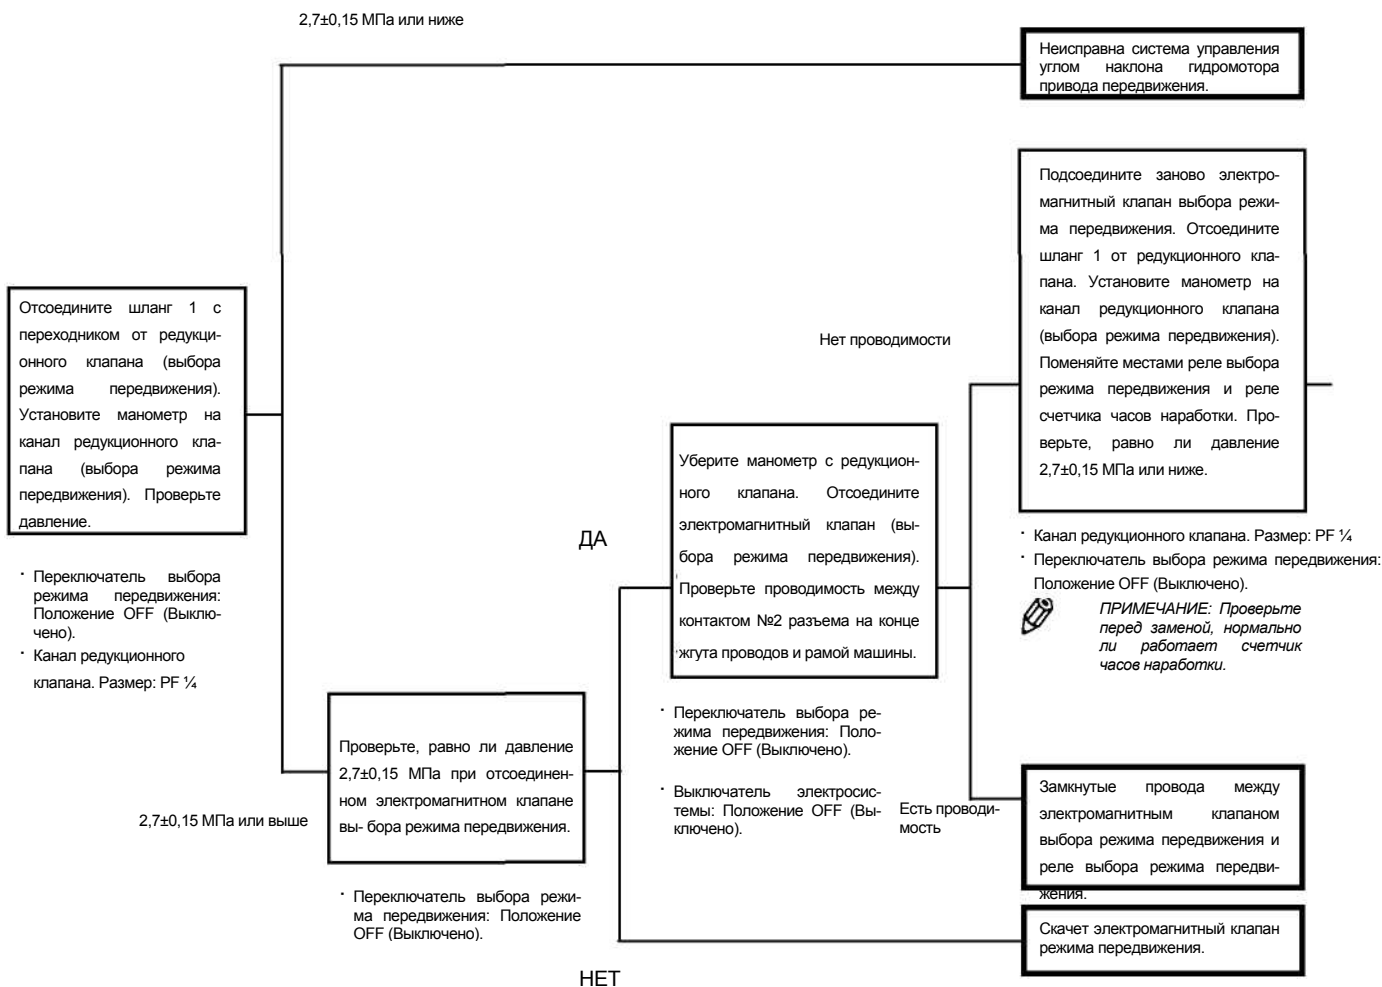 2,7±0,15 МПа или ниже
Неисправна система управления
углом наклона гидромотора
привода передвижения.
Отсоедините шланг 1 с
переходником от редукци-
онного клапана (выбора
режима передвижения).
Установите манометр на
канал редукционного кла-
пана (выбора режима
передвижения). Проверьте
давление.
· Переключатель выбора
режима передвижения:
Положение OFF (Выклю-
чено).
· Канал редукционного
клапана. Размер: PF ¼
2,7±0,15 МПа или выше
Проверьте, равно ли давление
2,7±0,15 МПа при отсоединен-
ном электромагнитном клапане
вы- бора режима передвижения.
· Переключатель выбора режи-
ма передвижения: Положение
OFF (Выключено).
ДА
НЕТ
Уберите манометр с редукцион-
ного клапана. Отсоедините
электромагнитный клапан (вы-
бора режима передвижения).
Проверьте проводимость между
контактом №2 разъема на конце
жгута проводов и рамой машины.
· Переключатель выбора ре-
жима передвижения: Поло-
жение OFF (Выключено).
· Выключатель электросис-
темы: Положение OFF (Вы-
ключено).
Нет проводимости
Есть проводи-
мость
Подсоедините заново электро-
магнитный клапан выбора режи-
ма передвижения. Отсоедините
шланг 1 от редукционного кла-
пана. Установите манометр на
канал редукционного клапана
(выбора режима передвижения).
Поменяйте местами реле выбора
режима передвижения и реле
счетчика часов наработки. Про-
верьте, равно ли давление
2,7±0,15 МПа или ниже.
· Канал редукционного клапана. Размер: PF ¼
· Переключатель выбора режима передвижения:
Положение OFF (Выключено).
ПРИМЕЧАНИЕ: Проверьте
перед заменой, нормально
ли работает счетчик
часов наработки.
Замкнутые провода между
электромагнитным клапаном
выбора режима передвижения и
реле выбора режима передви-
жения.
Скачет электромагнитный клапан
режима передвижения.